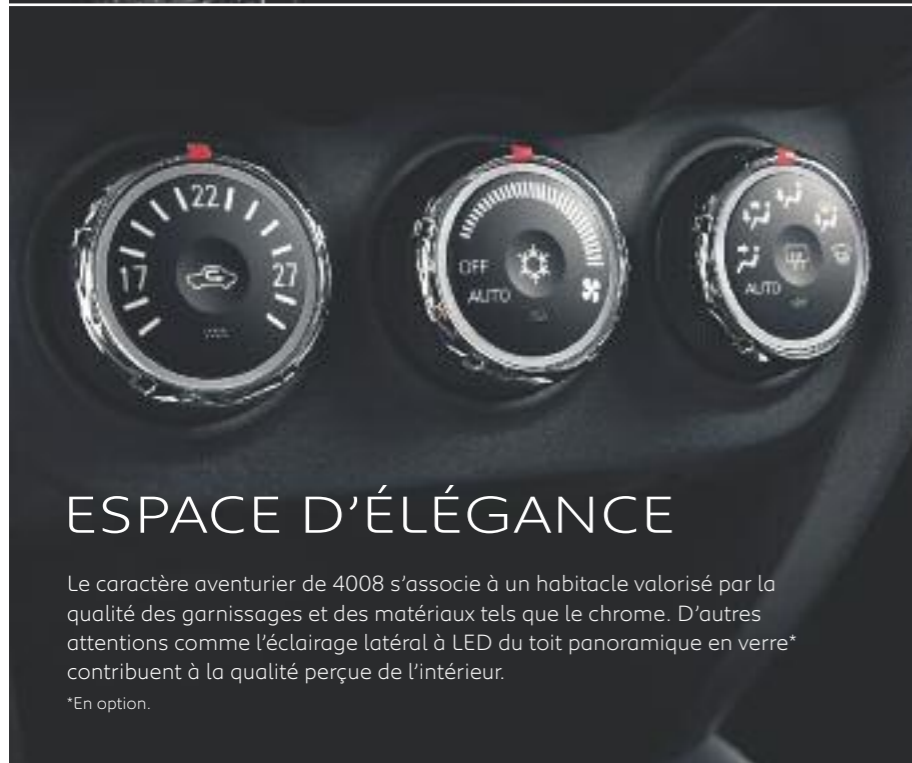 22
17
27
OFF
AUTO
AUTO
ESPACE D’ÉLÉGANCE
Le caractère aventurier de 4008 s’associe à un habitacle valorisé par la
qualité des garnissages et des matériaux tels que le chrome. D’autres
attentions comme l’éclairage latéral à LED du toit panoramique en verre*
contribuent à la qualité perçue de l’intérieur.
*En option.